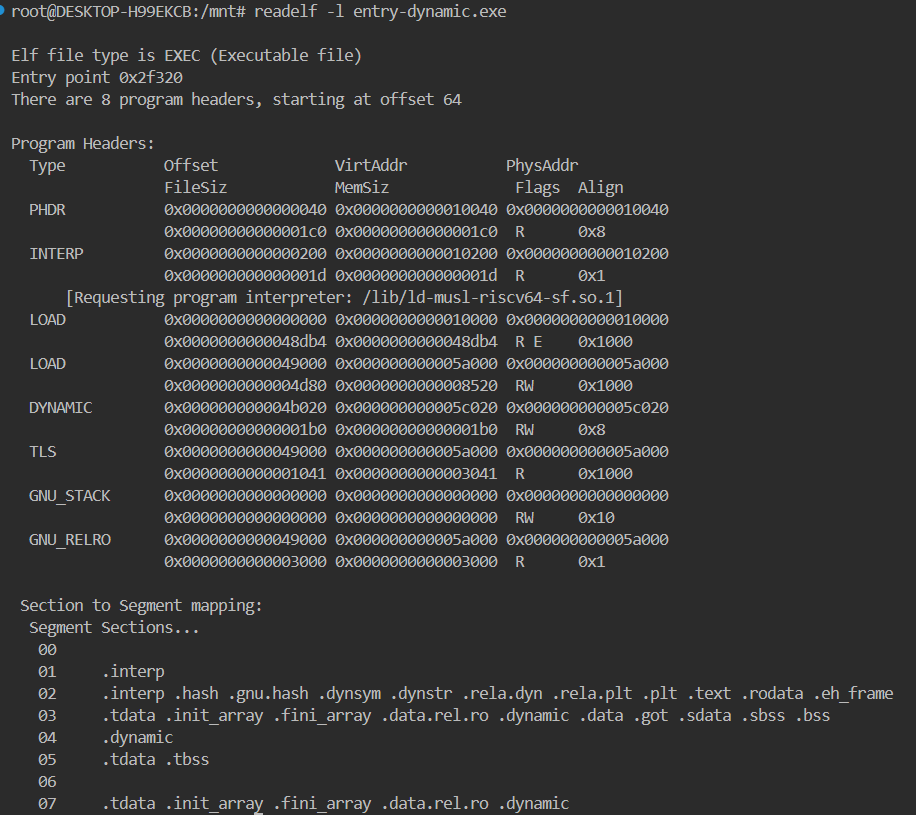 root@DESKTOP-H99EKCB:/mnt# readelf -l entry-dynamic.exe
Elf file type is EXEC (Executable file)
Entry point 0x2f320
There are 8 program headers, starting at offset 64
Program Headers:
Type Offset VirtAddr PhysAddr
FileSiz MemSiz Flags Align
PHDR 0x0000000000000040 0x0000000000010040 0x0000000000010040
0x00000000000001c0 0x00000000000001c0 R 0x8
INTERP 0x0000000000000200 0x0000000000010200 0x0000000000010200
0x000000000000001d 0x000000000000001d R 0x1
[Requesting program interpreter: /lib/ld-musl-riscv64-sf.so.1]
LOAD 0x0000000000000000 0x0000000000010000 0x0000000000010000
0x0000000000048db4 0x0000000000048db4 R E 0x1000
LOAD 0x0000000000049000 0x000000000005a000 0x000000000005a000
0x0000000000004d80 0x0000000000008520 RW 0x1000
DYNAMIC 0x000000000004b020 0x000000000005c020 0x000000000005c020
0x00000000000001b0 0x00000000000001b0 RW 0x8
TLS 0x0000000000049000 0x000000000005a000 0x000000000005a000
0x0000000000001041 0x0000000000003041 R 0x1000
GNU_STACK 0x0000000000000000 0x0000000000000000 0x0000000000000000
0x0000000000000000 0x0000000000000000 RW 0x10
GNU_RELRO 0x0000000000049000 0x000000000005a000 0x000000000005a000
0x0000000000003000 0x0000000000003000 R 0x1
Section to Segment mapping:
Segment Sections...
00
01 .interp
02 .interp .hash .gnu.hash .dynsym .dynstr .rela.dyn .rela.plt .plt .text .rodata .eh_frame
03 .tdata .init_array .fini_array .data.rel.ro .dynamic .data .got .sdata .sbss .bss
04 .dynamic
05 .tdata .tbss
06
07 .tdata .init_array .fini_array .data.rel.ro .dynamic